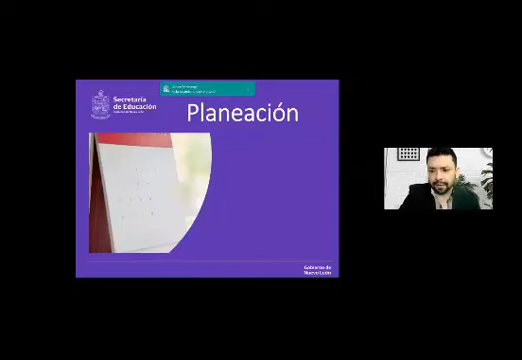 Secretaría
de Educación
Planeación
Gobierno de
Nuevo León